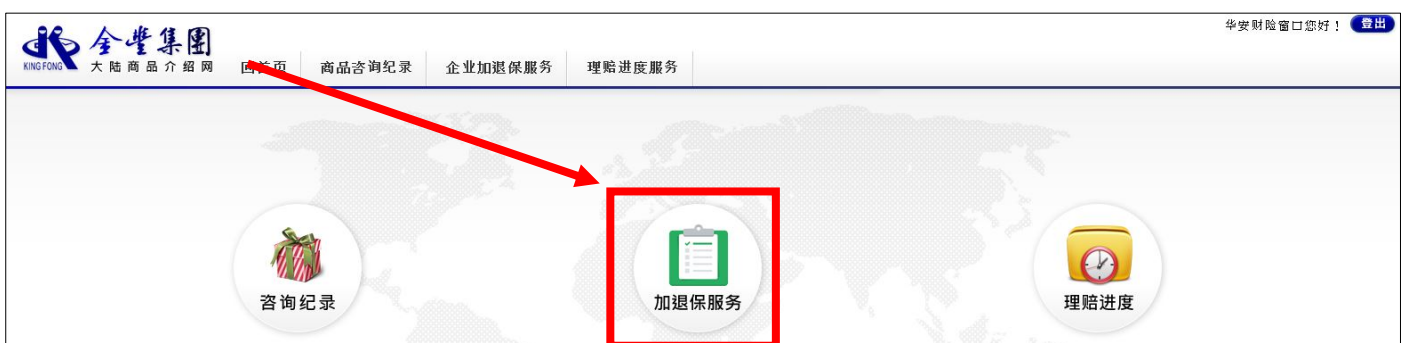 华安财险窗口您好！ 登出
金豐集團
KING FONG 大陆商品介绍网
回首页 商品咨询纪录 企业加退保服务 理赔进度服务
咨询纪录 加退保服务 理赔进度